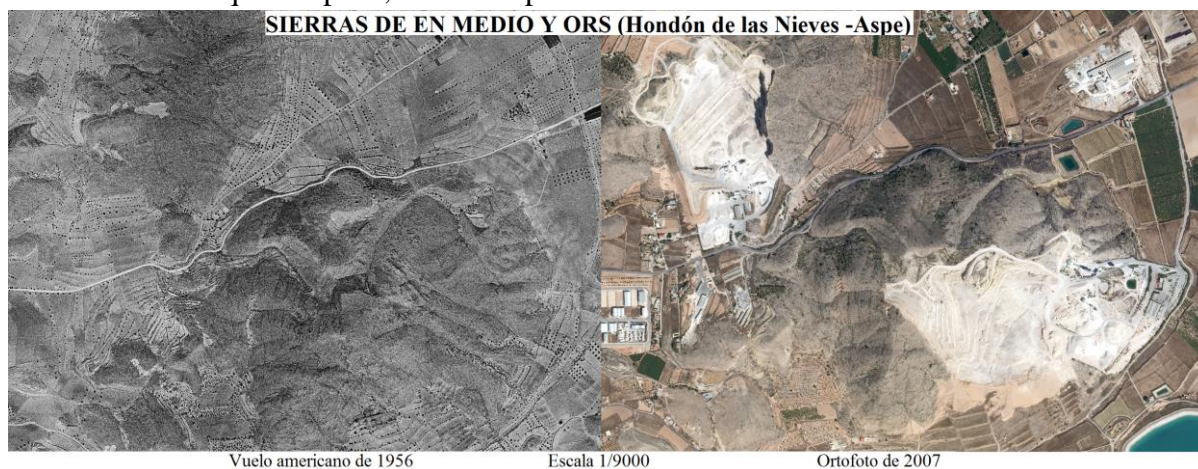 SIERRAS DE EN MEDIO Y ORS (Hondón de las Nieves -Aspe)
Vuelo americano de 1956 Escala 1/9000 Ortofoto de 2007